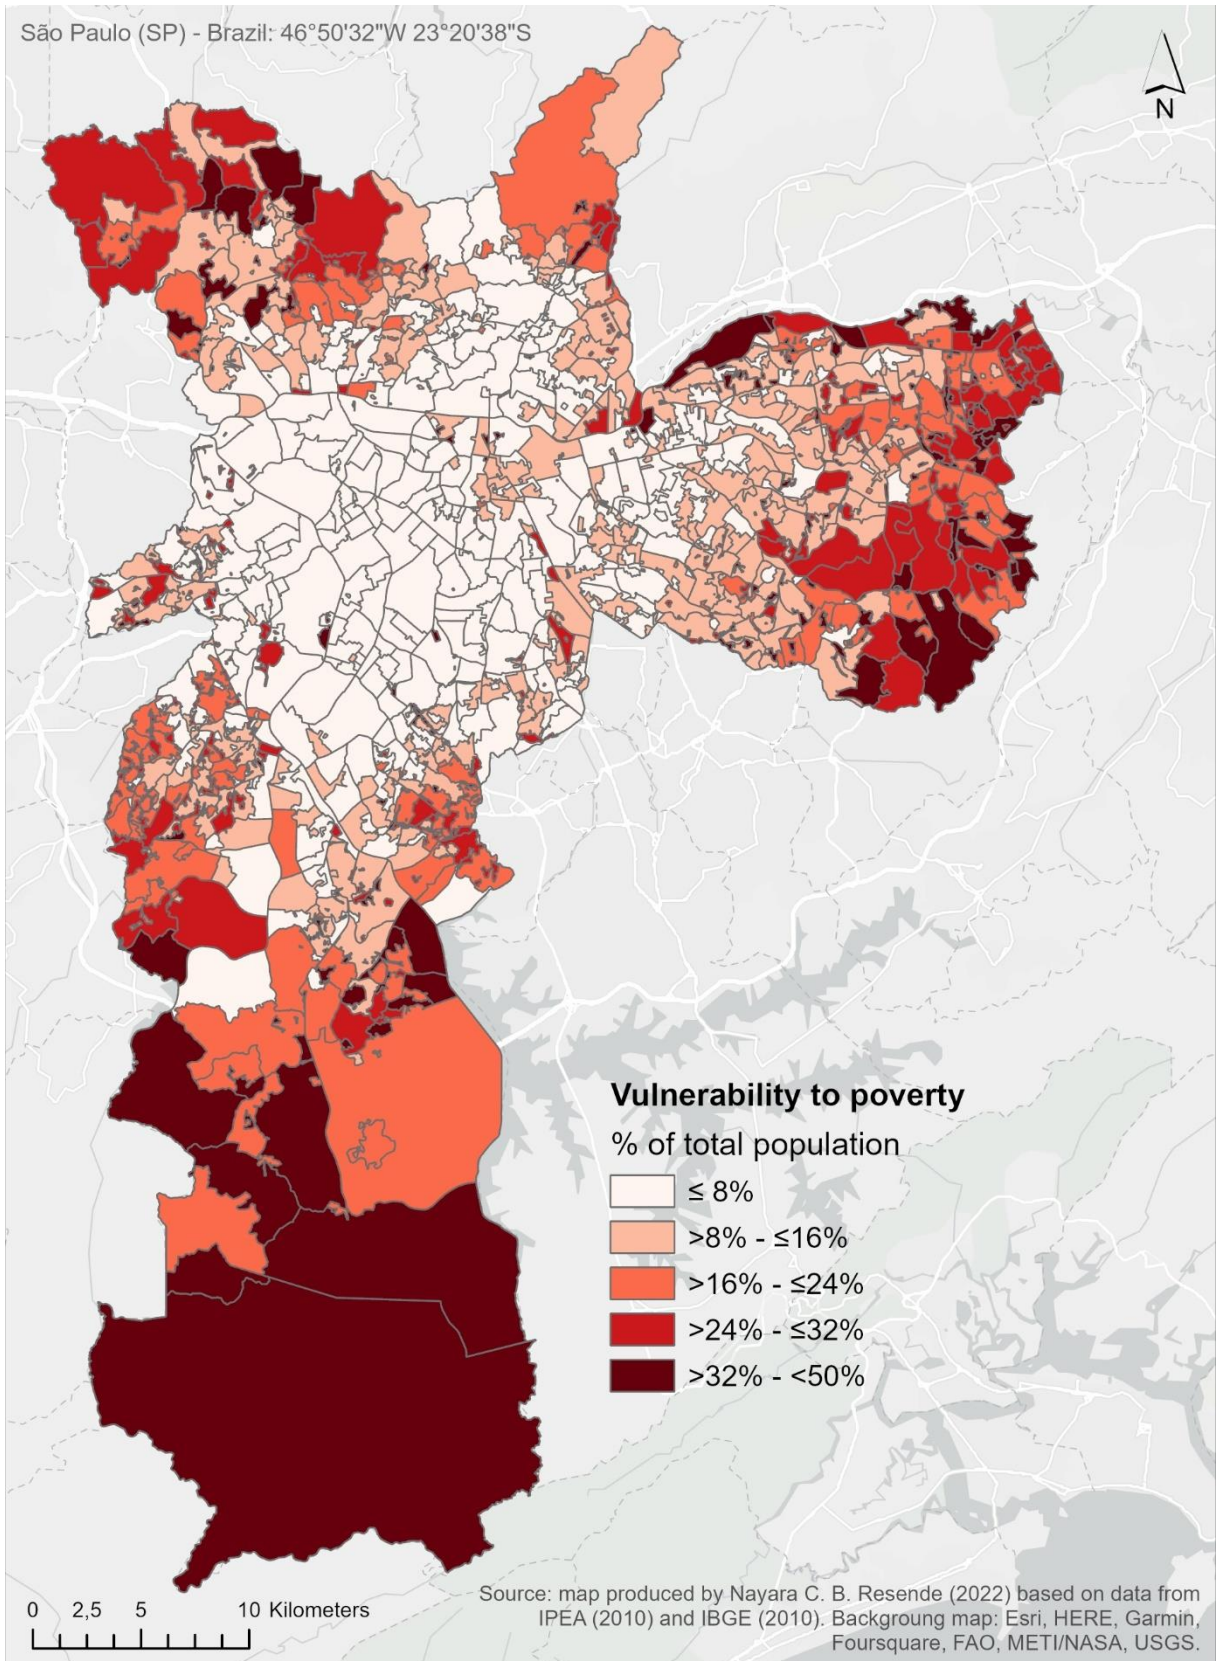 São Paulo (SP) - Brazil: 46°50'32"W 23°20'38"S
N
Vulnerability to poverty
% of total population
≤ 8%
>8% - ≤16%
>16% - ≤24%
>24% - ≤32%
>32% - <50%
Source: map produced by Nayara C. B. Resende (2022) based on data from
IPEA (2010) and IBGE (2010). Backgroung map: Esri, HERE, Garmin,
Foursquare, FAO, METI/NASA, USGS.
0 2,5 5 10 Kilometers